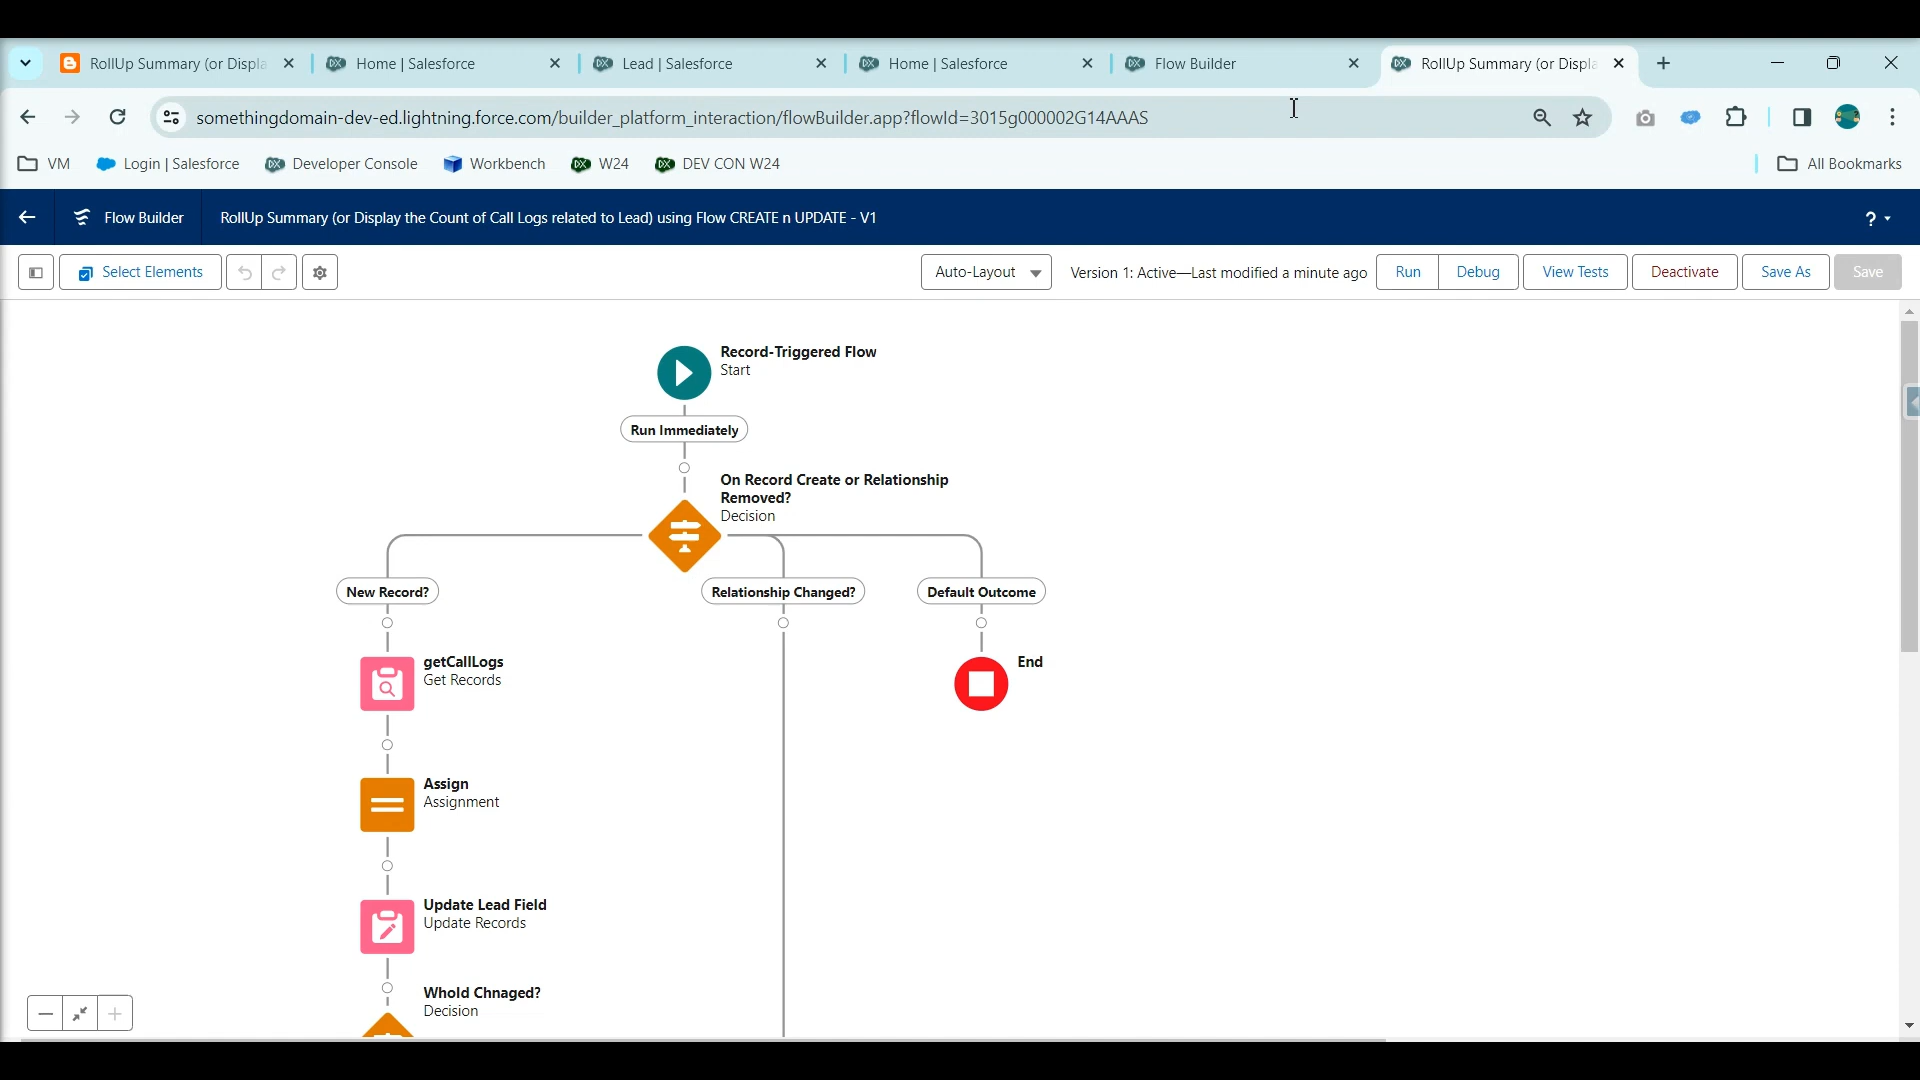 RollUp Summary (or Displa
Home | Salesforce
Lead | Salesforce
Home | Salesforce
Flow Builder
RollUp Summary (or Displa
somethingdomain-dev-ed.lightning.force.com/builder_platform_interaction/flowBuilder.app?flowId=3015g000002G14AAAS
VM
Login | Salesforce
Developer Console
Workbench
W24
DEV CON W24
All Bookmarks
Flow Builder
RollUp Summary (or Display the Count of Call Logs related to Lead) using Flow CREATE n UPDATE - V1
?
Select Elements
Auto-Layout
Version 1: Active—Last modified a minute ago
Run
Debug
View Tests
Deactivate
Save As
Save
Record-Triggered Flow
Start
Run Immediately
On Record Create or Relationship
Removed?
Decision
New Record?
Relationship Changed?
Default Outcome
getCallLogs
Get Records
End
Assign
Assignment
Update Lead Field
Update Records
WhoId Chnaged?
Decision